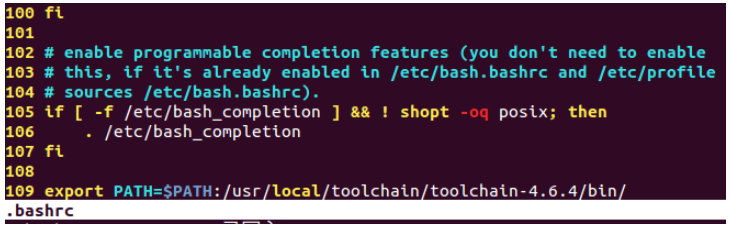 100 fi
101
102 # enable programmable completion features (you don't need to enable
103 # this, if it's already enabled in /etc/bash.bashrc and /etc/profile
104 # sources /etc/bash.bashrc).
105 if [ -f /etc/bash_completion ] && ! shopt -oq posix; then
106     . /etc/bash_completion
107 fi
108
109 export PATH=$PATH:/usr/local/toolchain/toolchain-4.6.4/bin/
.bashrc